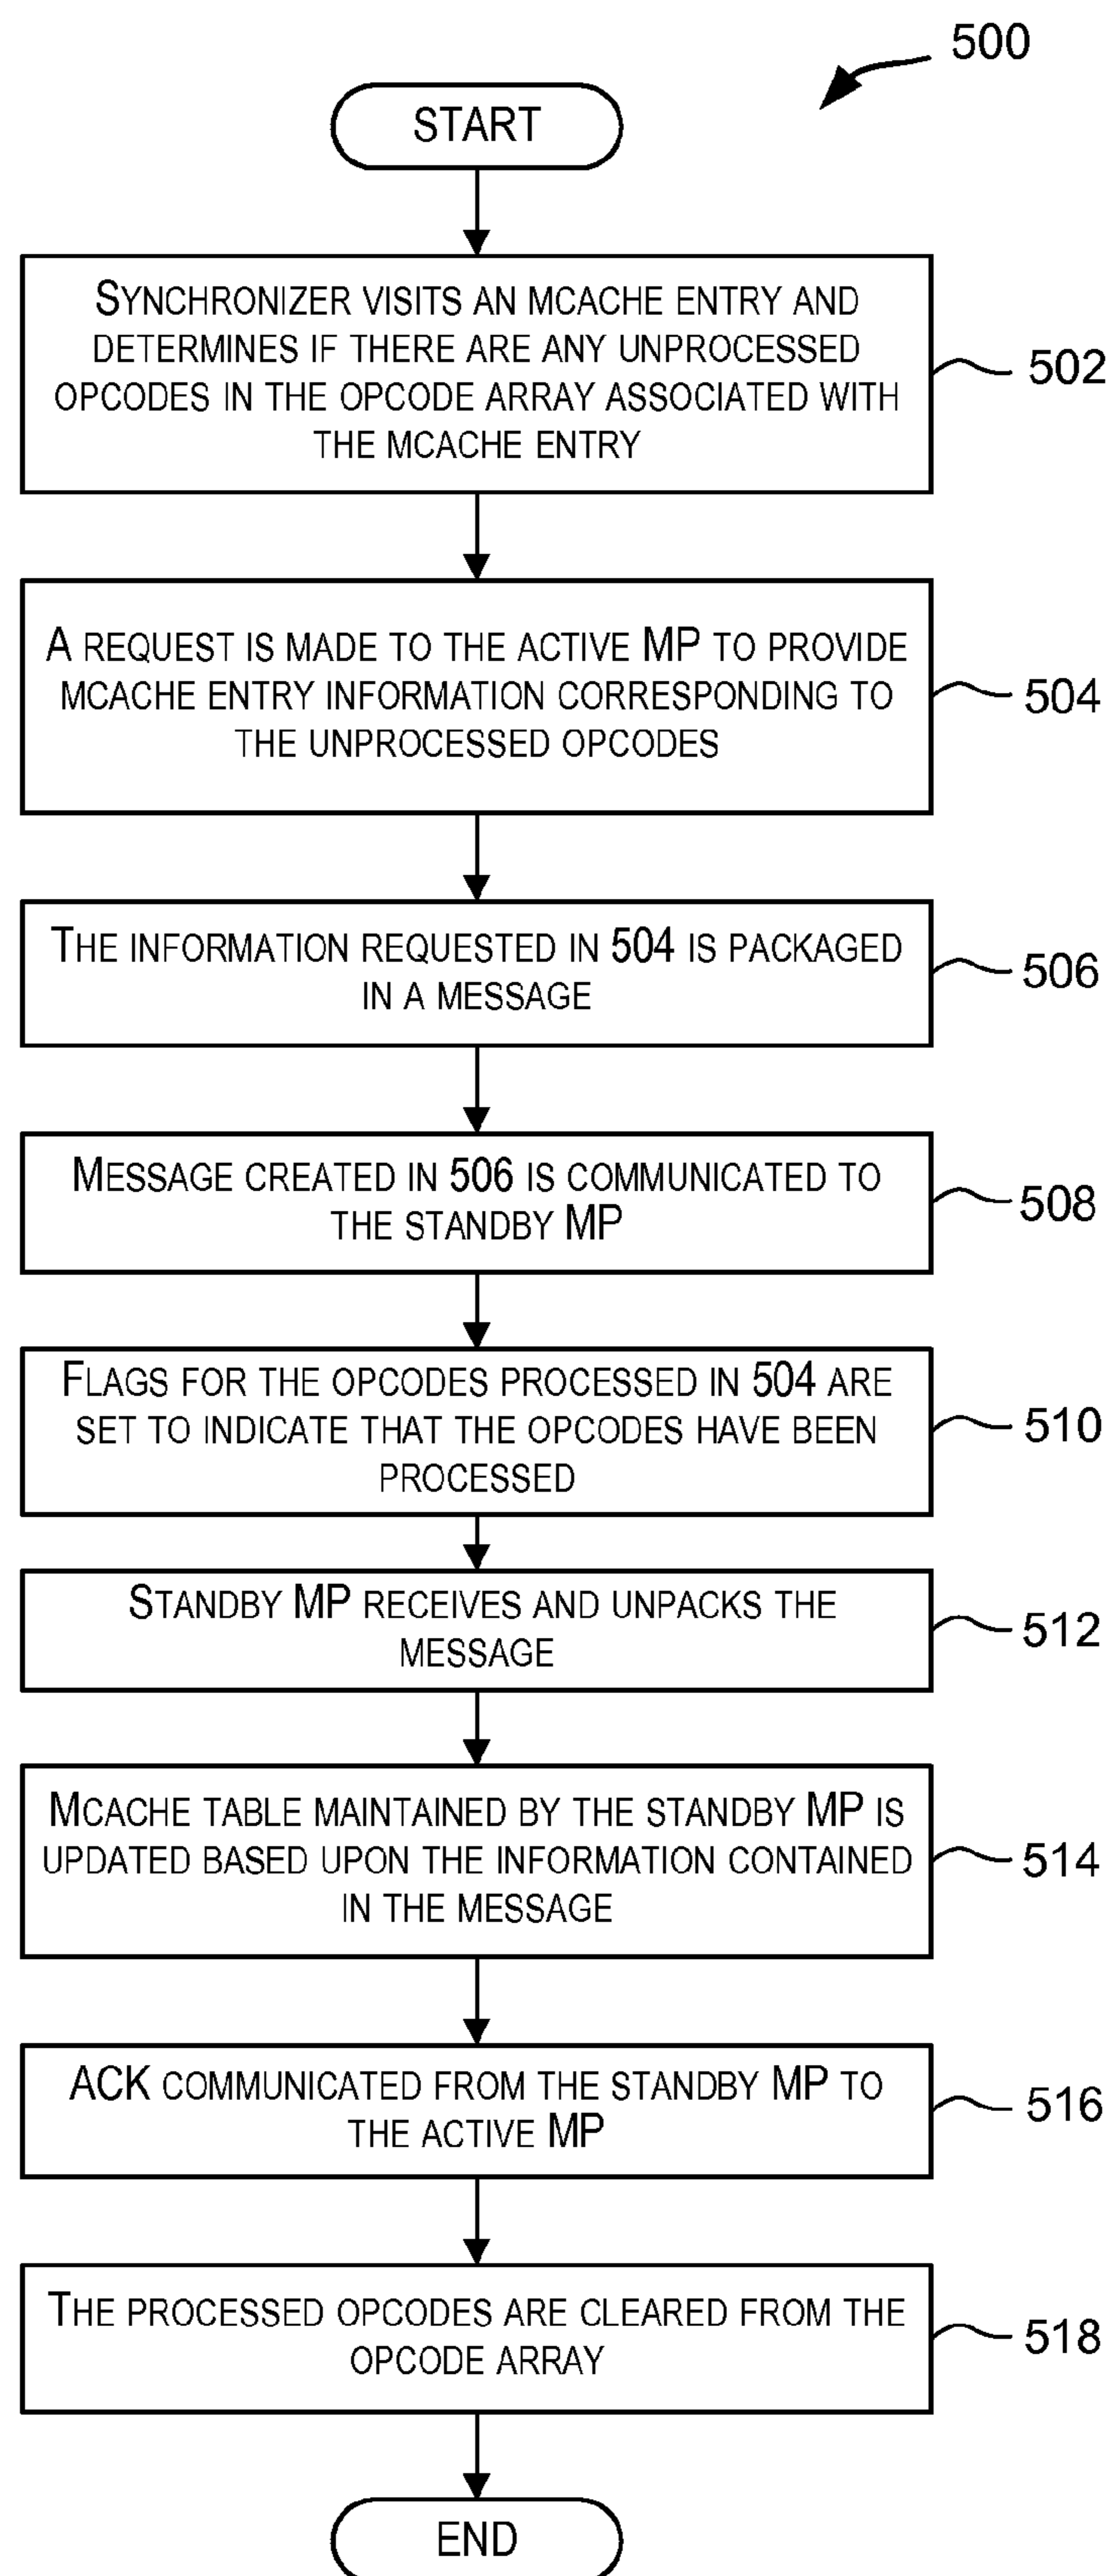 500
START
SYNCHRONIZER VISITS AN MCACHE ENTRY AND
DETERMINES IF THERE ARE ANY UNPROCESSED
OPCODES IN THE OPCODE ARRAY ASSOCIATED WITH
THE MCACHE ENTRY
502
A REQUEST IS MADE TO THE ACTIVE MP TO PROVIDE
MCACHE ENTRY INFORMATION CORRESPONDING TO
THE UNPROCESSED OPCODES
504
THE INFORMATION REQUESTED IN 504 IS PACKAGED
IN A MESSAGE
506
MESSAGE CREATED IN 506 IS COMMUNICATED TO
THE STANDBY MP
508
FLAGS FOR THE OPCODES PROCESSED IN 504 ARE
SET TO INDICATE THAT THE OPCODES HAVE BEEN
PROCESSED
510
STANDBY MP RECEIVES AND UNPACKS THE
MESSAGE
512
MCACHE TABLE MAINTAINED BY THE STANDBY MP IS
UPDATED BASED UPON THE INFORMATION CONTAINED
IN THE MESSAGE
514
ACK COMMUNICATED FROM THE STANDBY MP TO
THE ACTIVE MP
516
THE PROCESSED OPCODES ARE CLEARED FROM THE
OPCODE ARRAY
518
END